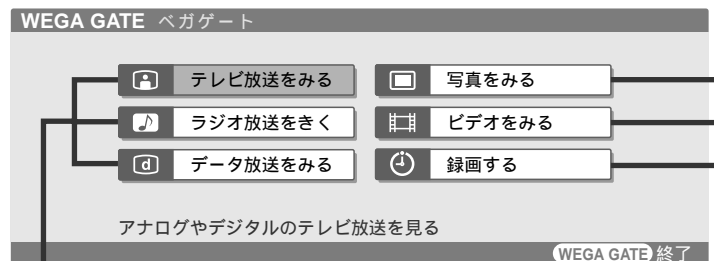 WEGA GATE ベガゲート
テレビ放送をみる
写真をみる
ラジオ放送をきく
ビデオをみる
d データ放送をみる
録画する
アナログやデジタルのテレビ放送を見る
WEGA GATE 終了